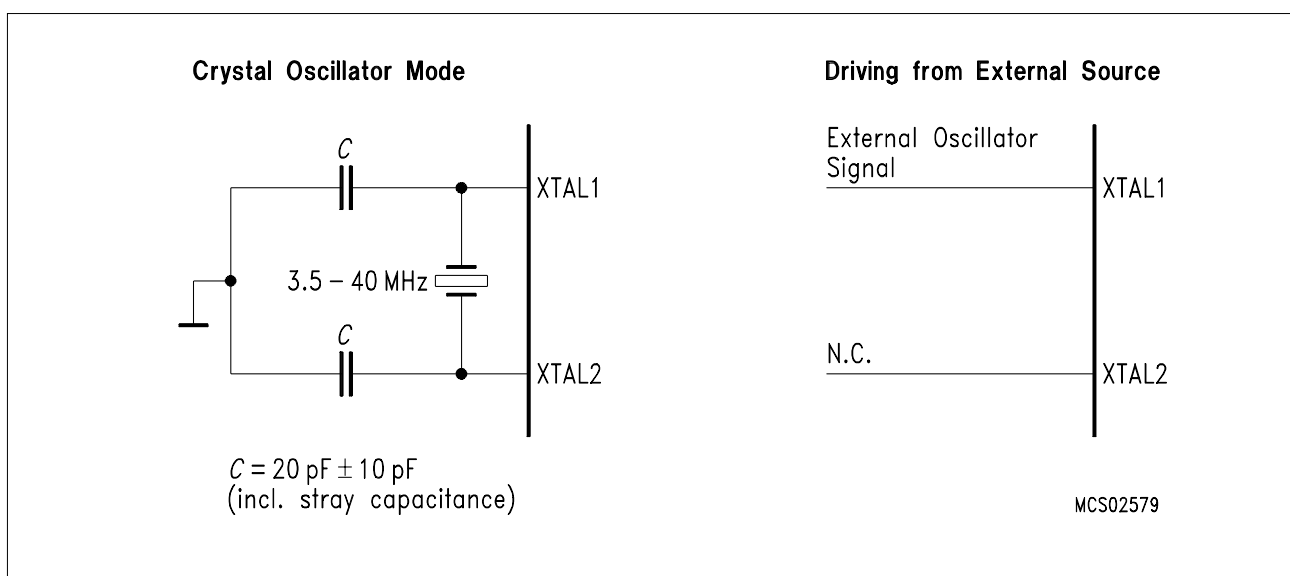 Crystal Oscillator Mode
C
XTAL1
3.5 – 40 MHz
C
XTAL2
C = 20 pF ± 10 pF
(incl. stray capacitance)
Driving from External Source
External Oscillator
Signal
XTAL1
N.C.
XTAL2
MCS02579